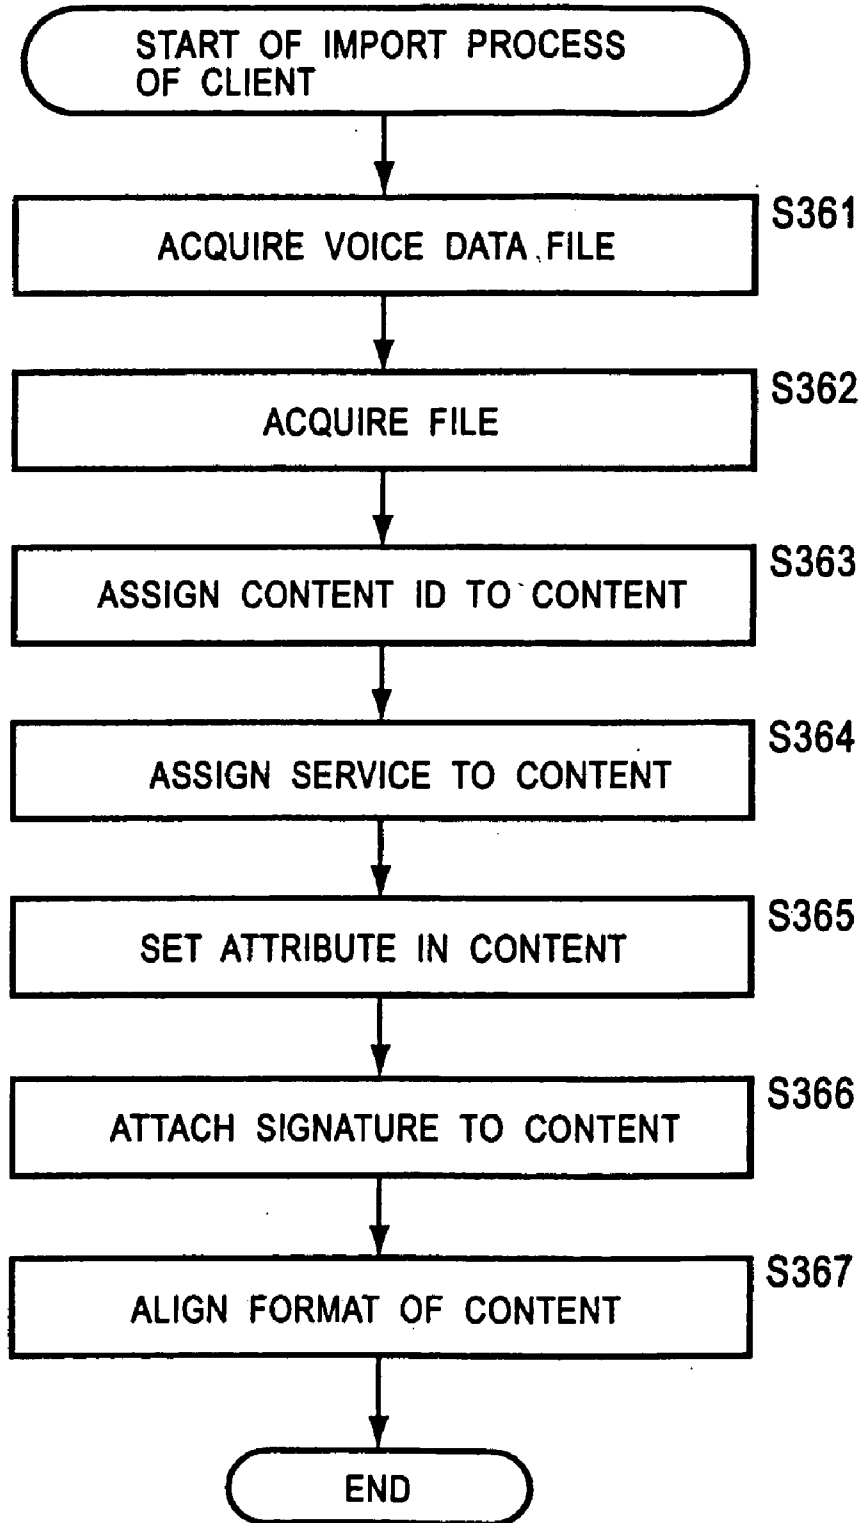 START OF IMPORT PROCESS
OF CLIENT
S361
ACQUIRE VOICE DATA FILE
S362
ACQUIRE FILE
S363
ASSIGN CONTENT ID TO CONTENT
S364
ASSIGN SERVICE TO CONTENT
S365
SET ATTRIBUTE IN CONTENT
S366
ATTACH SIGNATURE TO CONTENT
S367
ALIGN FORMAT OF CONTENT
END